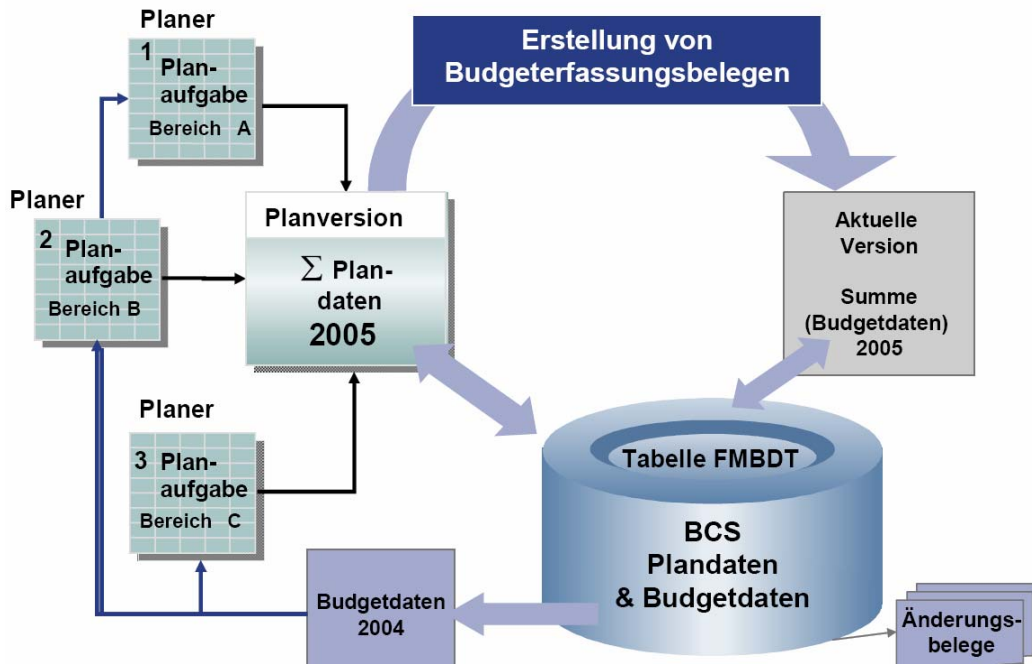 Planer
1
Plan-
aufgabe
Bereich A
Planer
2
Plan-
aufgabe
Bereich B
Planer
3
Plan-
aufgabe
Bereich C
Planversion
∑ Plan-
daten
2005
Erstellung von
Budgeterfassungsbelegen
Aktuelle
Version
Summe
(Budgetdaten)
2005
Tabelle FMBDT
BCS
Plandaten
& Budgetdaten
Budgetdaten
2004
Änderungs-
belege